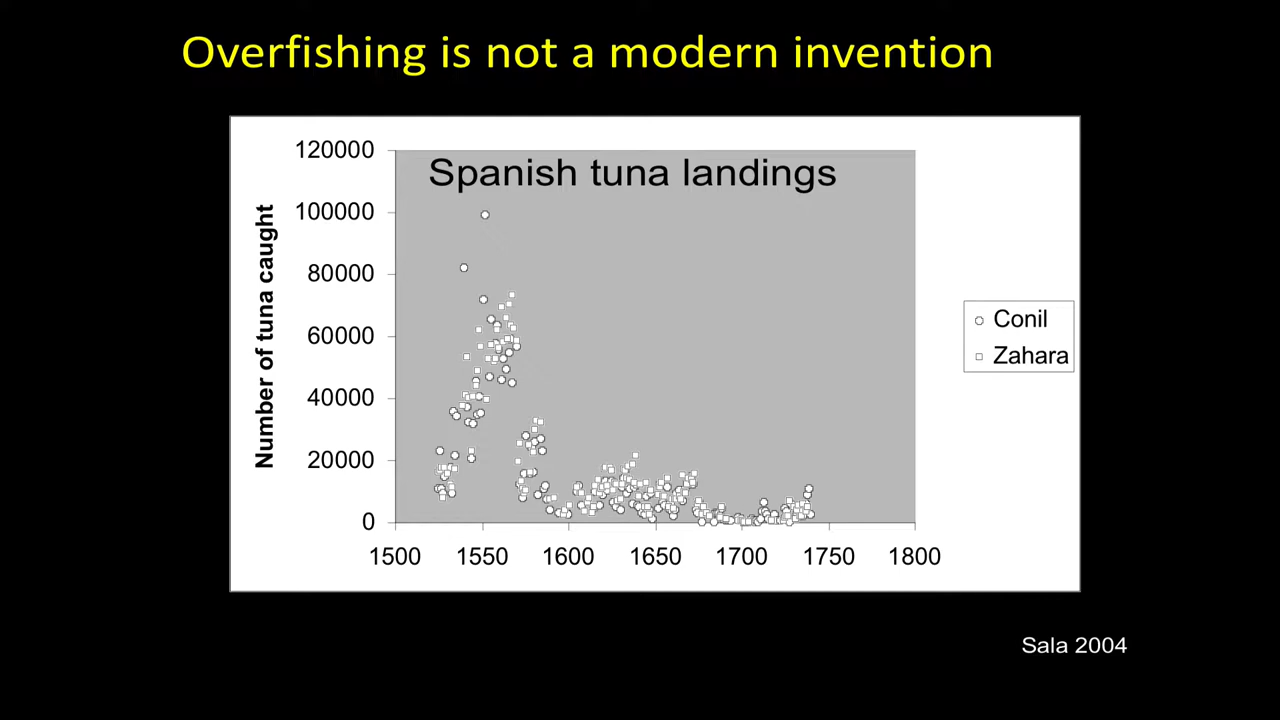 Overfishing is not a modern invention
Spanish tuna landings
Number of tuna caught
120000
100000
80000
60000
40000
20000
0
1500 1550 1600 1650 1700 1750 1800
Conil
Zahara
Sala 2004